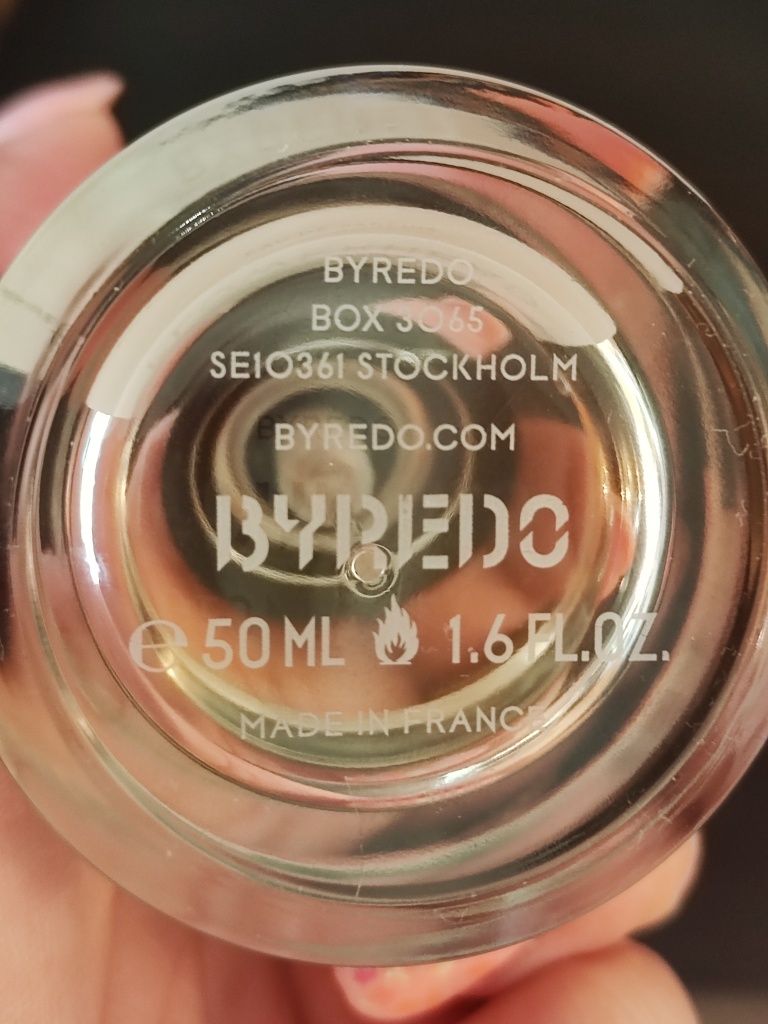 BYREDO
BOX 3065
SE10361 STOCKHOLM
BYREDO.COM
BYREDO
℮ 50 ML 1.6 FL.OZ.
MADE IN FRANCE